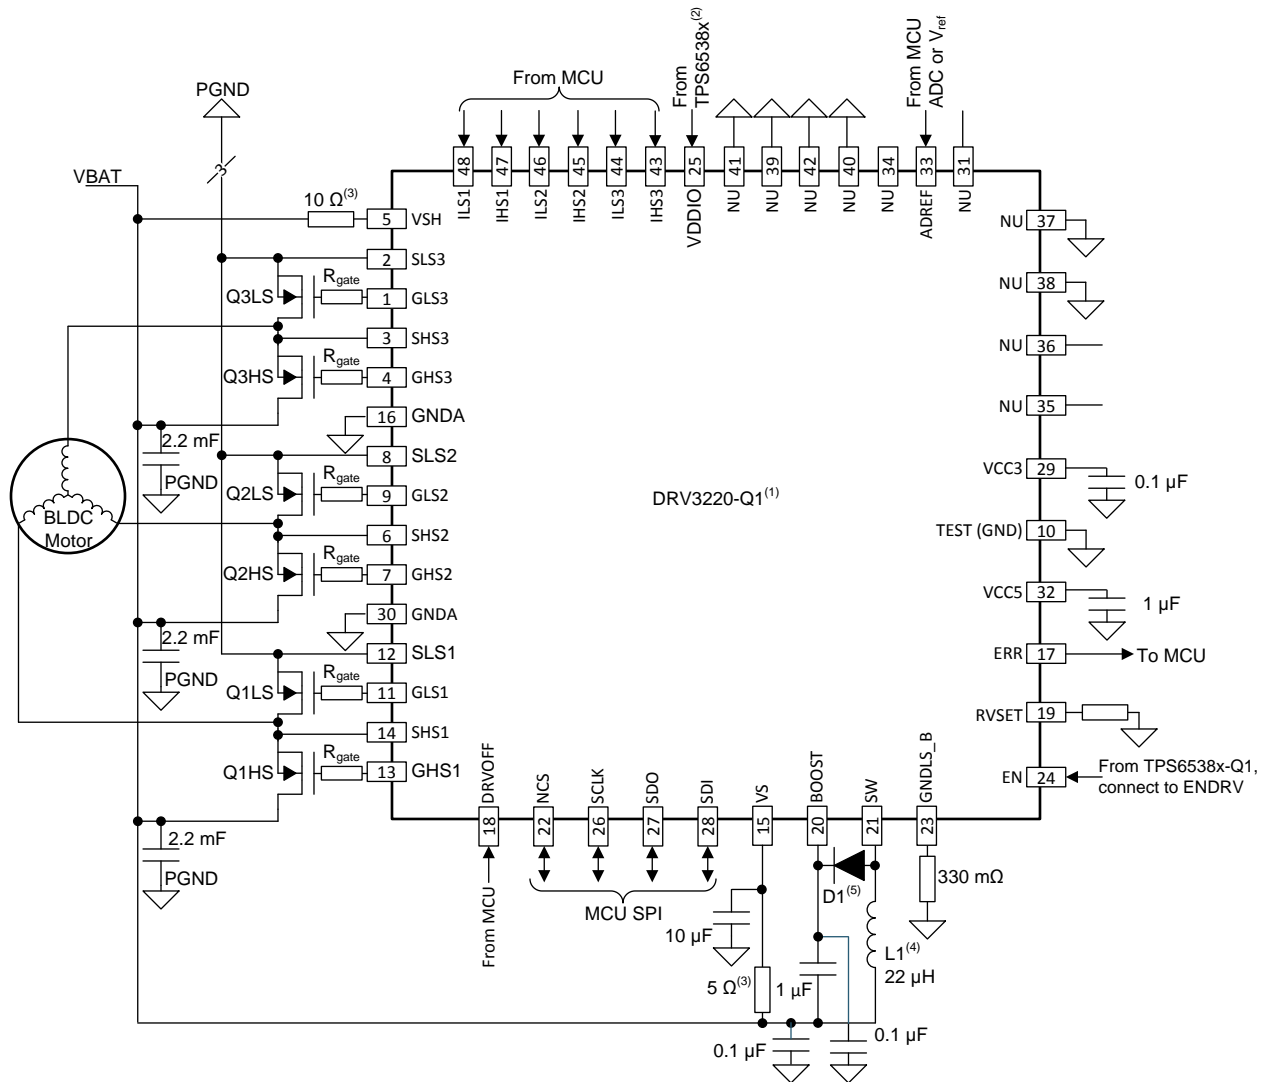 From MCU
From
TPS6538x(2)
From MCU
ADC or Vref
PGND
3
VBAT
48 47 46 45 44 43 25 41 39 42 40 34 33 31
ILS1 IHS1 ILS2 IHS2 ILS3 IHS3 VDDIO NU NU NU NU NU ADREF NU
10 Ω(3)
5 VSH
2 SLS3
Q3LS Rgate 1 GLS3
3 SHS3
Q3HS Rgate 4 GHS3
16 GNDA
2.2 mF
PGND
8 SLS2
Q2LS Rgate 9 GLS2
6 SHS2
Q2HS Rgate 7 GHS2
30 GNDA
2.2 mF
PGND
12 SLS1
Q1LS Rgate 11 GLS1
14 SHS1
Q1HS Rgate 13 GHS1
2.2 mF
PGND
BLDC
Motor
DRV3220-Q1(1)
NU 37
NU 38
NU 36
NU 35
VCC3 29
0.1 µF
TEST (GND) 10
VCC5 32
1 µF
ERR 17 To MCU
RVSET 19
EN 24
From TPS6538x-Q1,
connect to ENDRV
DRVOFF NCS SCLK SDO SDI VS BOOST SW GNDLS_B
18 22 26 27 28 15 20 21 23
From MCU
MCU SPI
D1(5)
330 mΩ
10 µF
L1(4)
22 µH
5 Ω(3)
1 µF
0.1 µF
0.1 µF